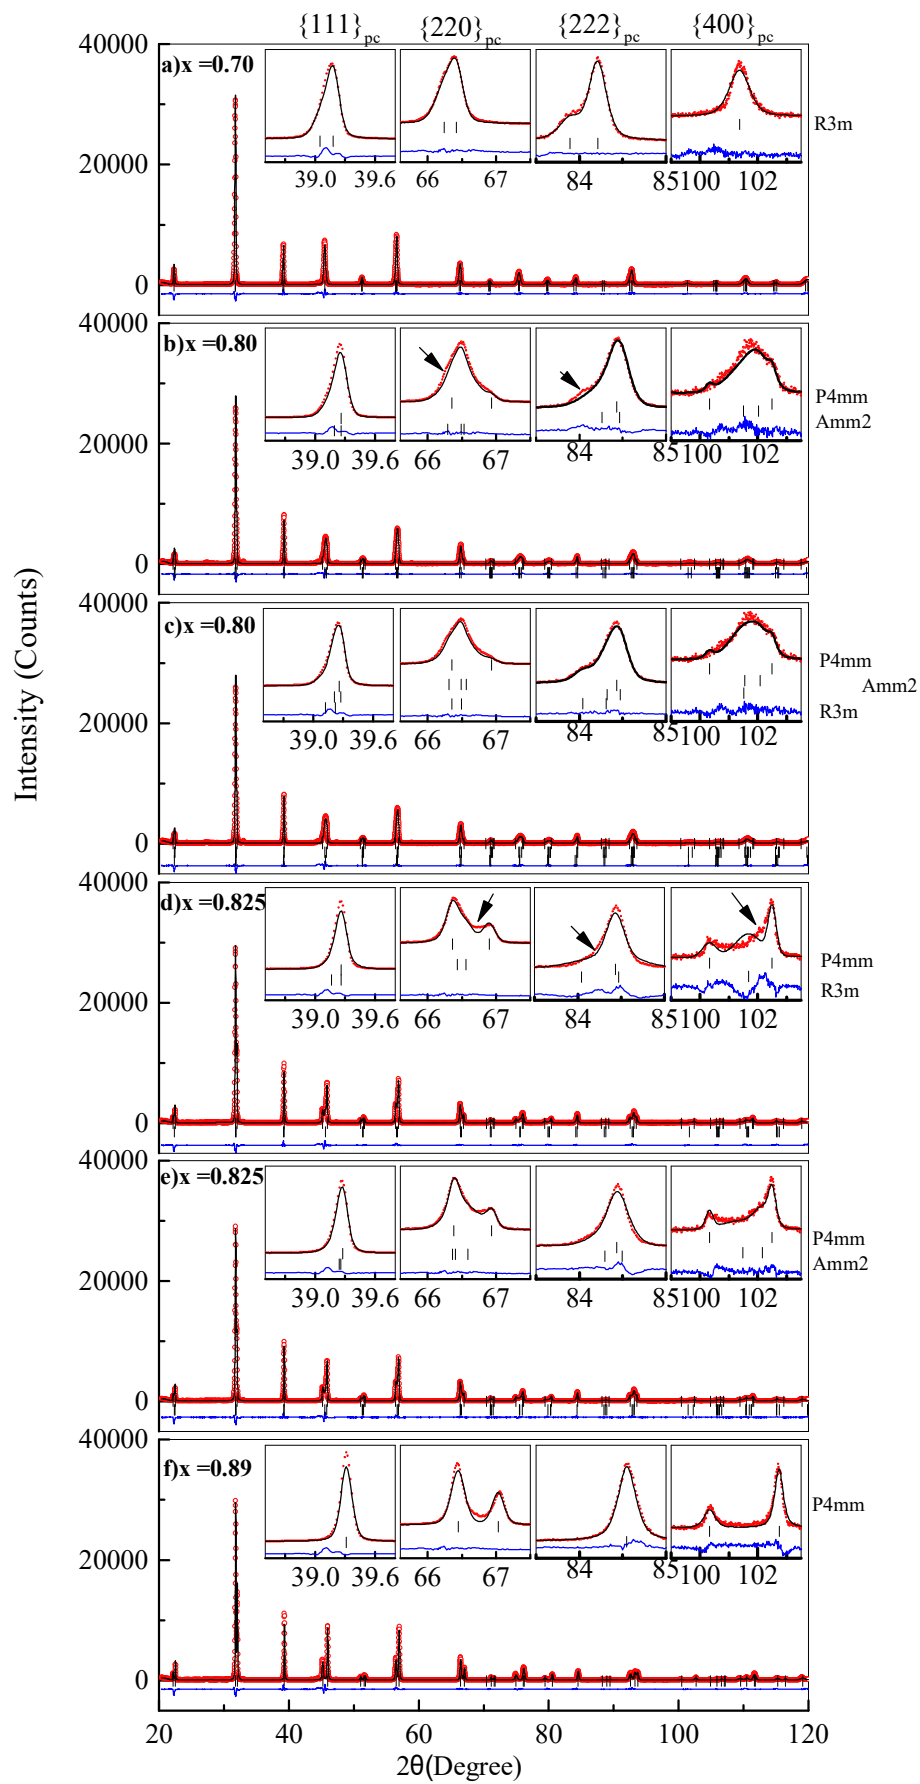 {111}pc {220}pc {222}pc {400}pc
40000
a)x =0.70
R3m
20000
39.0 39.6 66 67 84 85 100 102
0
40000
b)x =0.80
P4mm
Amm2
20000
39.0 39.6 66 67 84 85 100 102
0
40000
c)x =0.80
P4mm
Amm2
R3m
20000
39.0 39.6 66 67 84 85 100 102
0
40000
d)x =0.825
P4mm
R3m
20000
39.0 39.6 66 67 84 85 100 102
0
40000
e)x =0.825
P4mm
Amm2
20000
39.0 39.6 66 67 84 85 100 102
0
40000
f)x =0.89
P4mm
20000
39.0 39.6 66 67 84 85 100 102
0
20 40 60 80 100 120
2θ(Degree)
Intensity (Counts)